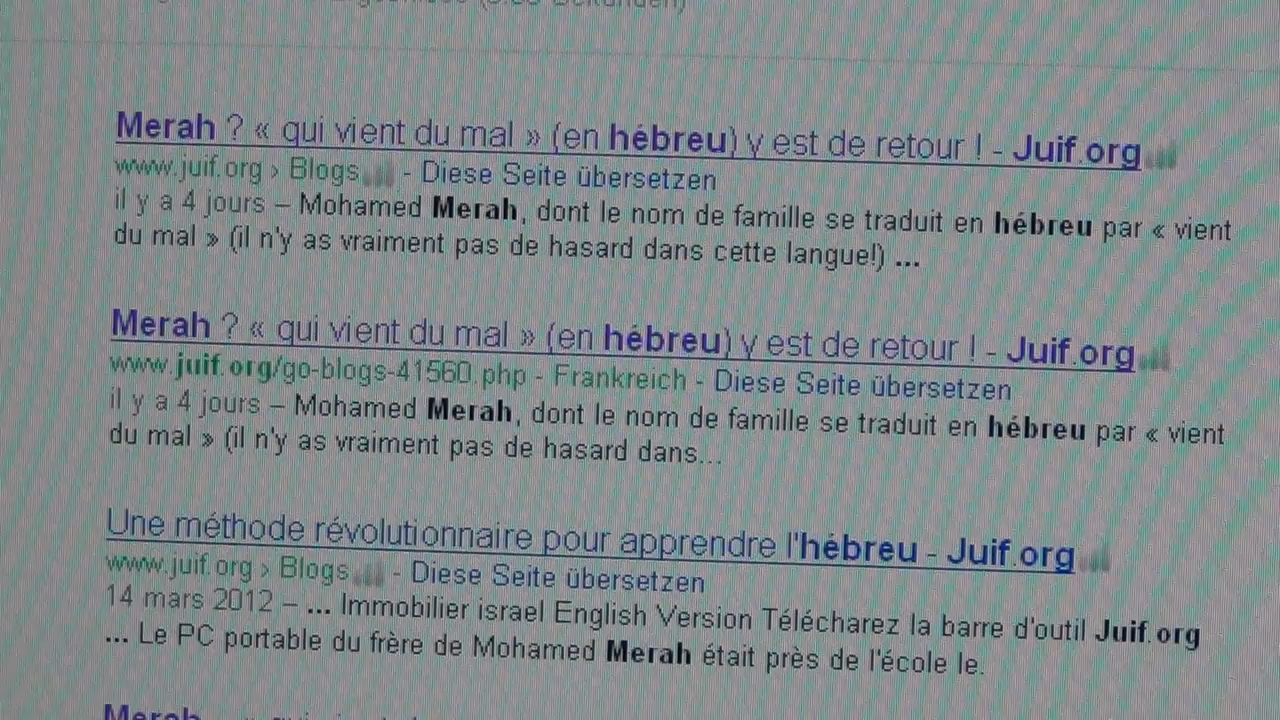 Merah ? « qui vient du mal » (en hébreu) y est de retour ! - Juif.org
www.juif.org › Blogs - Diese Seite übersetzen
il y a 4 jours – Mohamed Merah, dont le nom de famille se traduit en hébreu par « vient
du mal » (il n'y as vraiment pas de hasard dans cette langue!) ...
Merah ? « qui vient du mal » (en hébreu) y est de retour ! - Juif.org
www.juif.org/go-blogs-41560.php - Frankreich - Diese Seite übersetzen
il y a 4 jours – Mohamed Merah, dont le nom de famille se traduit en hébreu par « vient
du mal » (il n'y as vraiment pas de hasard dans...
Une méthode révolutionnaire pour apprendre l'hébreu - Juif.org
www.juif.org › Blogs - Diese Seite übersetzen
14 mars 2012 – ... Immobilier israel English Version Télécharez la barre d'outil Juif.org
... Le PC portable du frère de Mohamed Merah était près de l'école le.
Merah